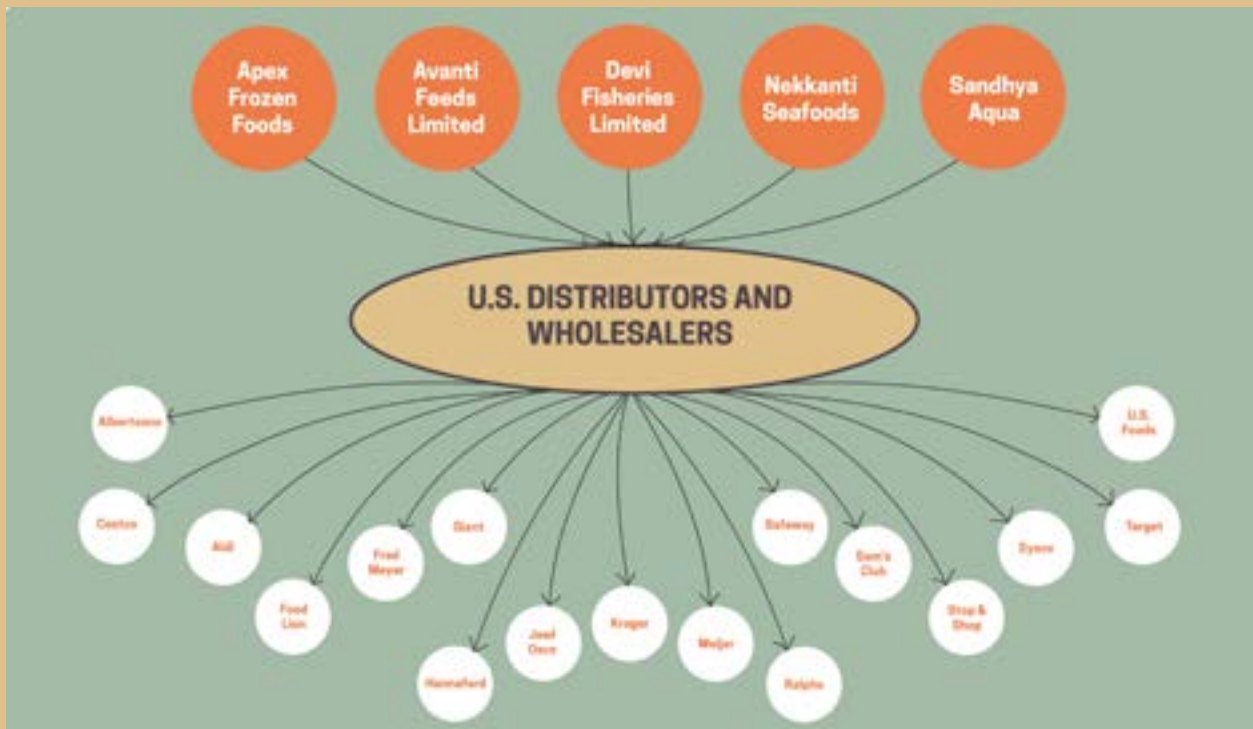 Apex
Frozen
Foods
Avanti
Feeds
Limited
Devi
Fisheries
Limited
Nekkanti
Seafoods
Sandhya
Aqua
U.S. DISTRIBUTORS AND
WHOLESALERS
Albertsons
U.S.
Foods
Costco
Aldi
Fred
Meyer
Giant
Safeway
Sam's
Club
Sysco
Target
Food
Lion
Jewel
Osco
Kroger
Meijer
Stop &
Shop
Hannaford
Ralphs